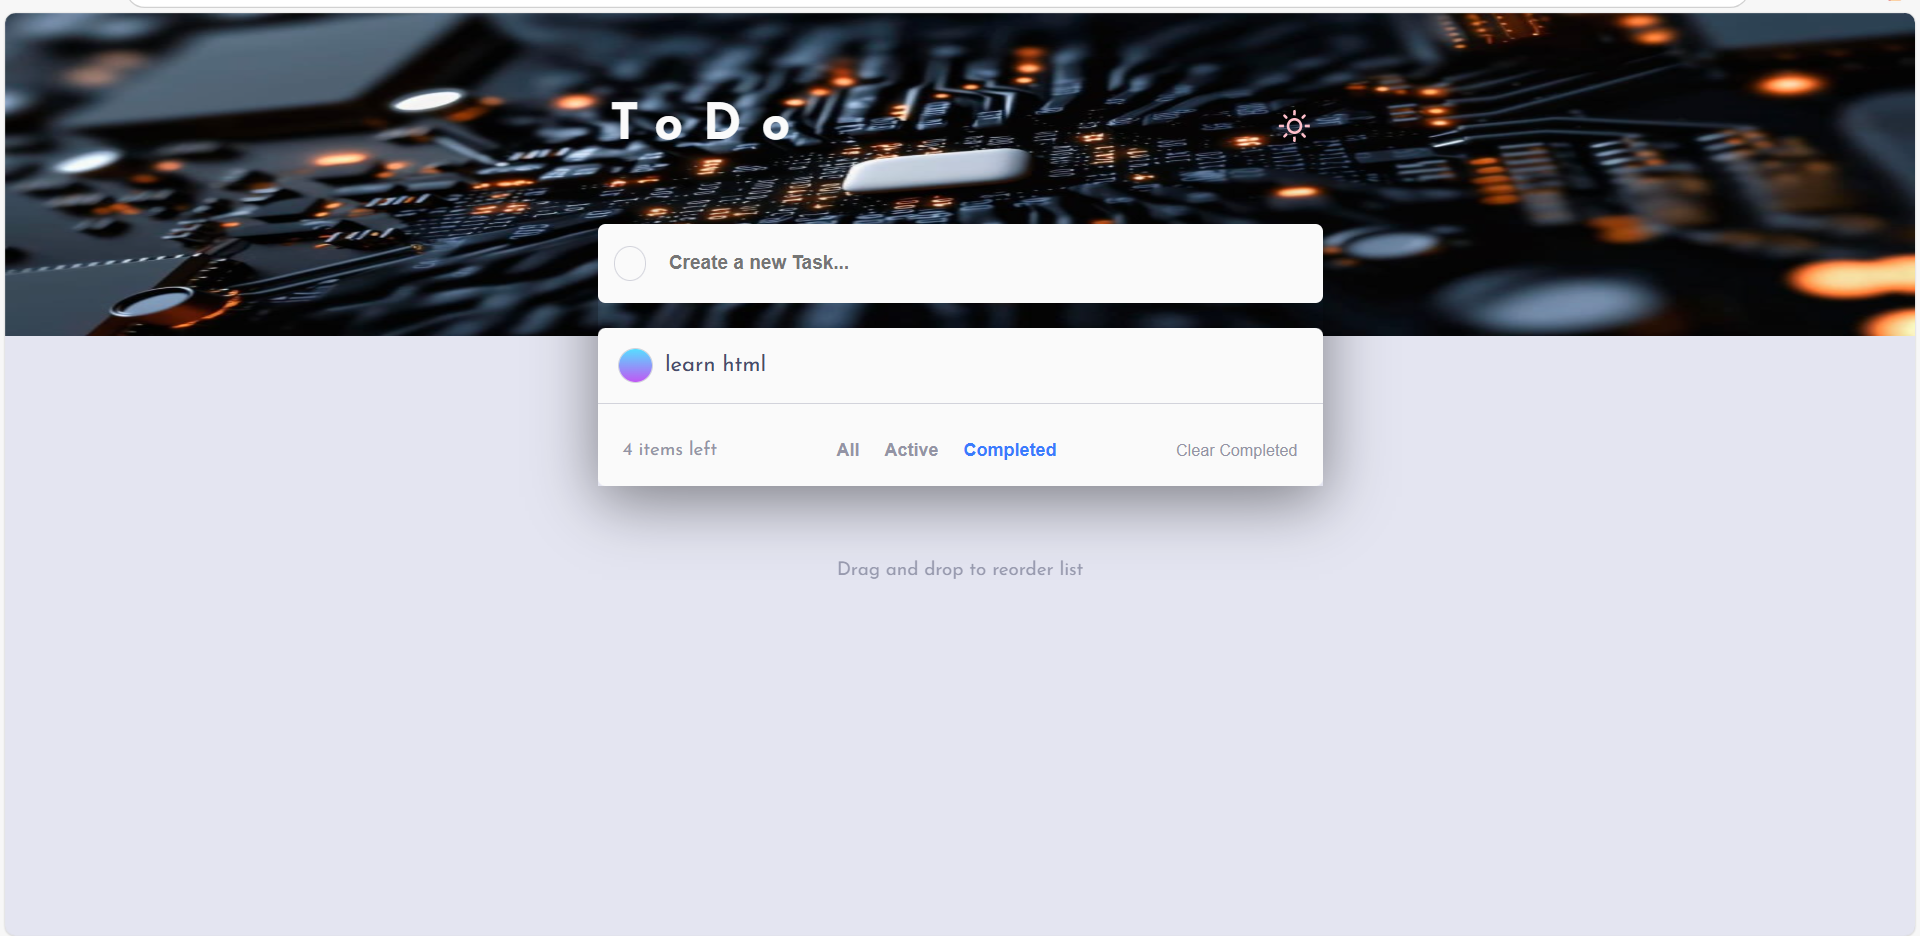 T o D o
Create a new Task...
learn html
4 items left All Active Completed Clear Completed
Drag and drop to reorder list